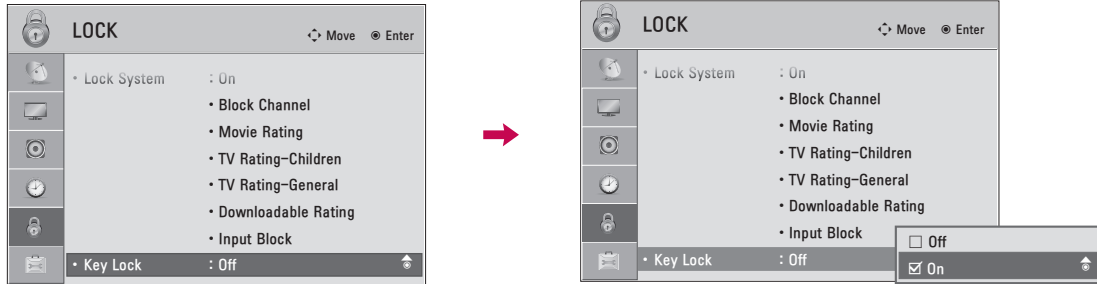 LOCK
Move
Enter
• Lock System : On
• Block Channel
• Movie Rating
• TV Rating-Children
• TV Rating-General
• Downloadable Rating
• Input Block
• Key Lock : Off
LOCK
Move
Enter
• Lock System : On
• Block Channel
• Movie Rating
• TV Rating-Children
• TV Rating-General
• Downloadable Rating
• Input Block
• Key Lock : Off
☐ Off
☑ On